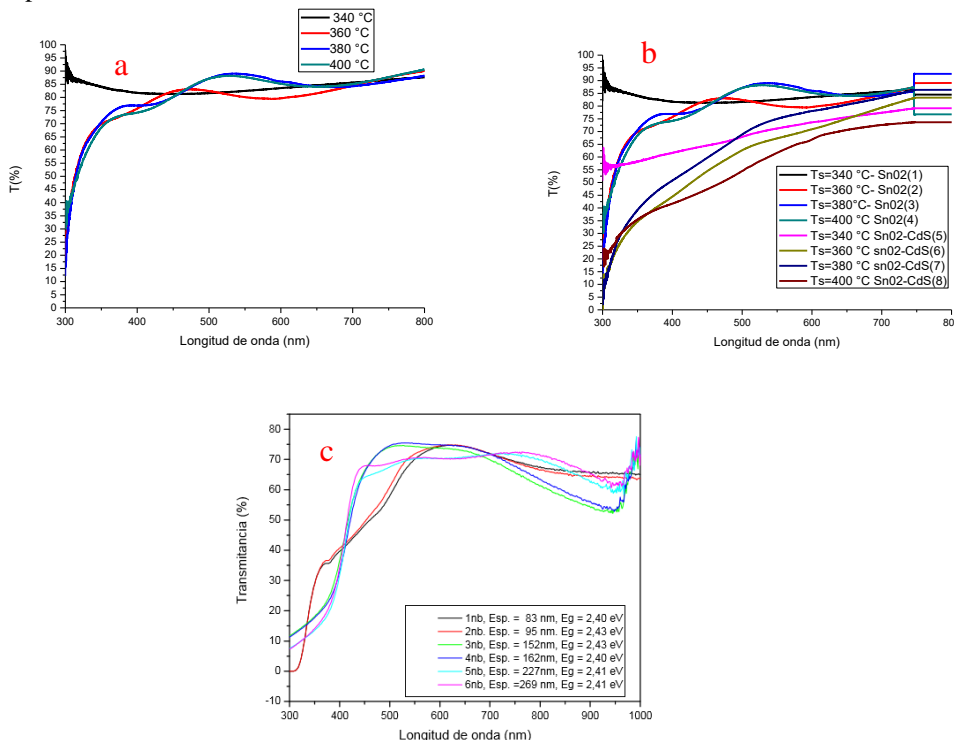 a
340 °C
360 °C
380 °C
400 °C
100
95
90
85
80
75
70
65
60
55
50
45
40
35
30
25
20
15
10
5
0
T(%)
300
400
500
600
700
800
Longitud de onda (nm)
b
100
95
90
85
80
75
70
65
60
55
50
45
40
35
30
25
20
15
10
5
0
T(%)
Ts=340 °C- Sn02(1)
Ts=360 °C- Sn02(2)
Ts=380°C- Sn02(3)
Ts=400 °C Sn02(4)
Ts=340 °C Sn02-CdS(5)
Ts=360 °C sn02-CdS(6)
Ts=380 °C sn02-CdS(7)
Ts=400 °C Sn02-CdS(8)
300
400
500
600
700
800
Longitud de onda (nm)
c
80
70
60
50
40
30
20
10
0
-10
Transmitancia (%)
1nb, Esp. = 83 nm, Eg = 2,40 eV
2nb, Esp. = 95 nm. Eg = 2,43 eV
3nb, Esp. = 152nm, Eg = 2,43 eV
4nb, Esp. = 162nm, Eg = 2,40 eV
5nb, Esp. = 227nm, Eg = 2,41 eV
6nb, Esp. =269 nm, Eg = 2,41 eV
300
400
500
600
700
800
900
1000
Longitud de onda (nm)